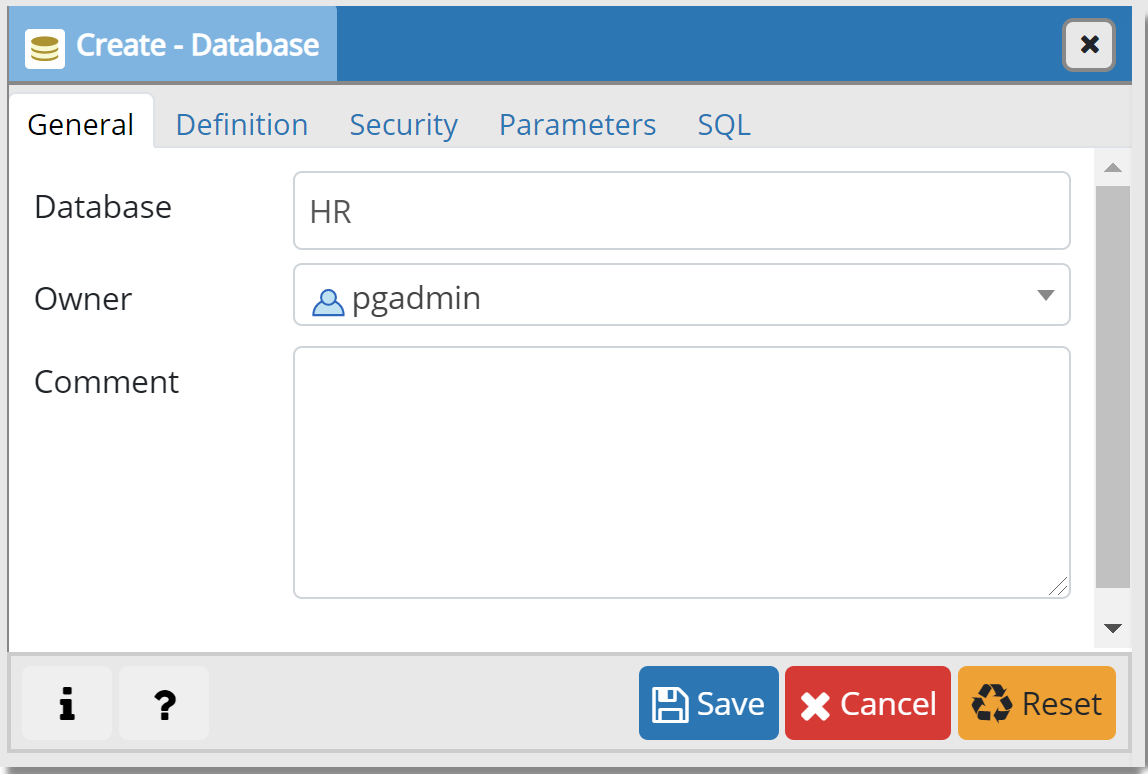 Create - Database
General Definition Security Parameters SQL
Database HR
Owner pgadmin
Comment
i ? Save Cancel Reset